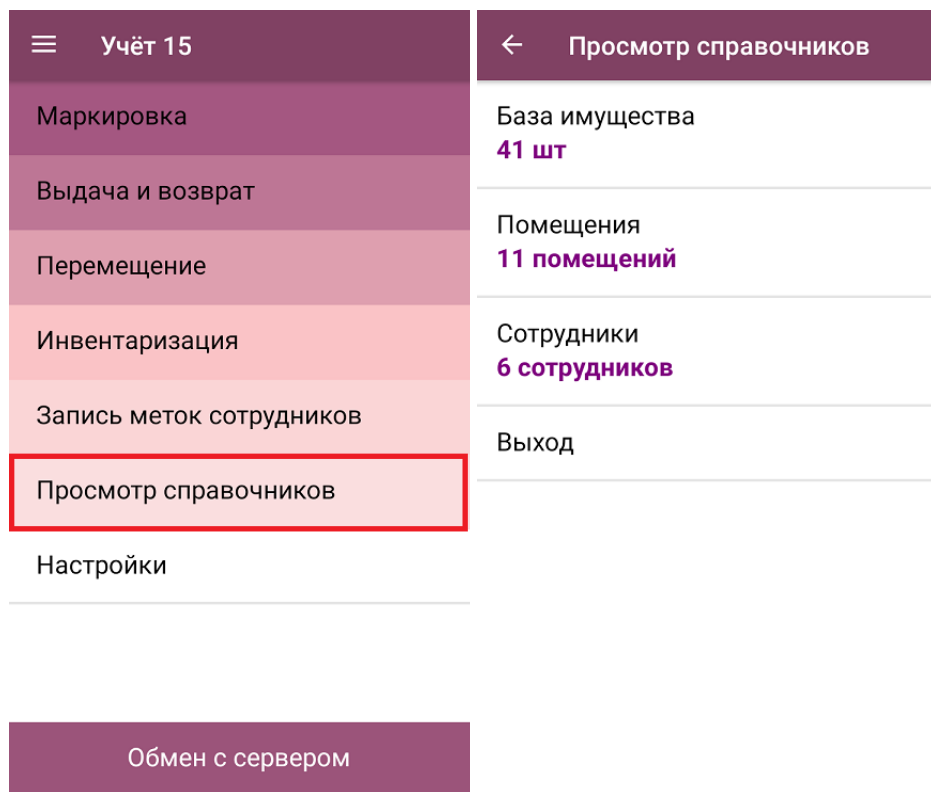 Учёт 15
Маркировка
Выдача и возврат
Перемещение
Инвентаризация
Запись меток сотрудников
Просмотр справочников
Настройки
Обмен с сервером
Просмотр справочников
База имущества
41 шт
Помещения
11 помещений
Сотрудники
6 сотрудников
Выход